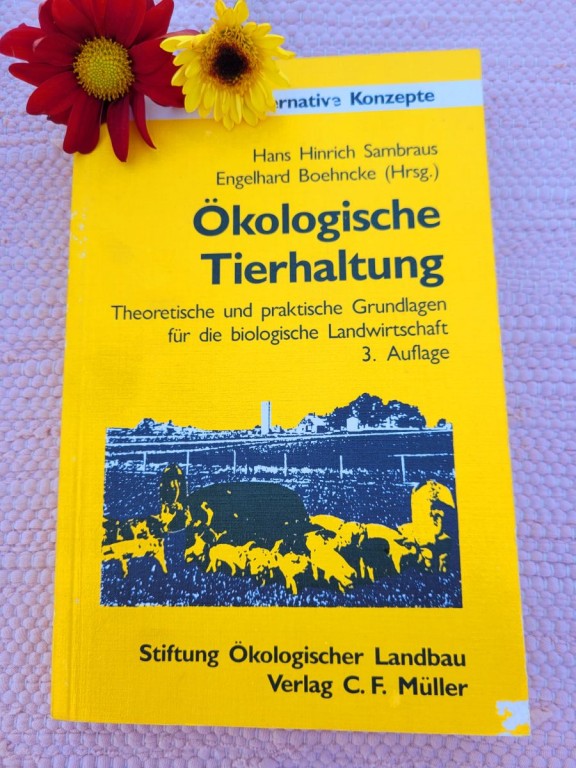 Konzepte
Hans Hinrich Sambraus
Engelhard Boehncke (Hrsg.)
Ökologische
Tierhaltung
Theoretische und praktische Grundlagen
für die biologische Landwirtschaft
3. Auflage
Stiftung Ökologischer Landbau
Verlag C. F. Müller